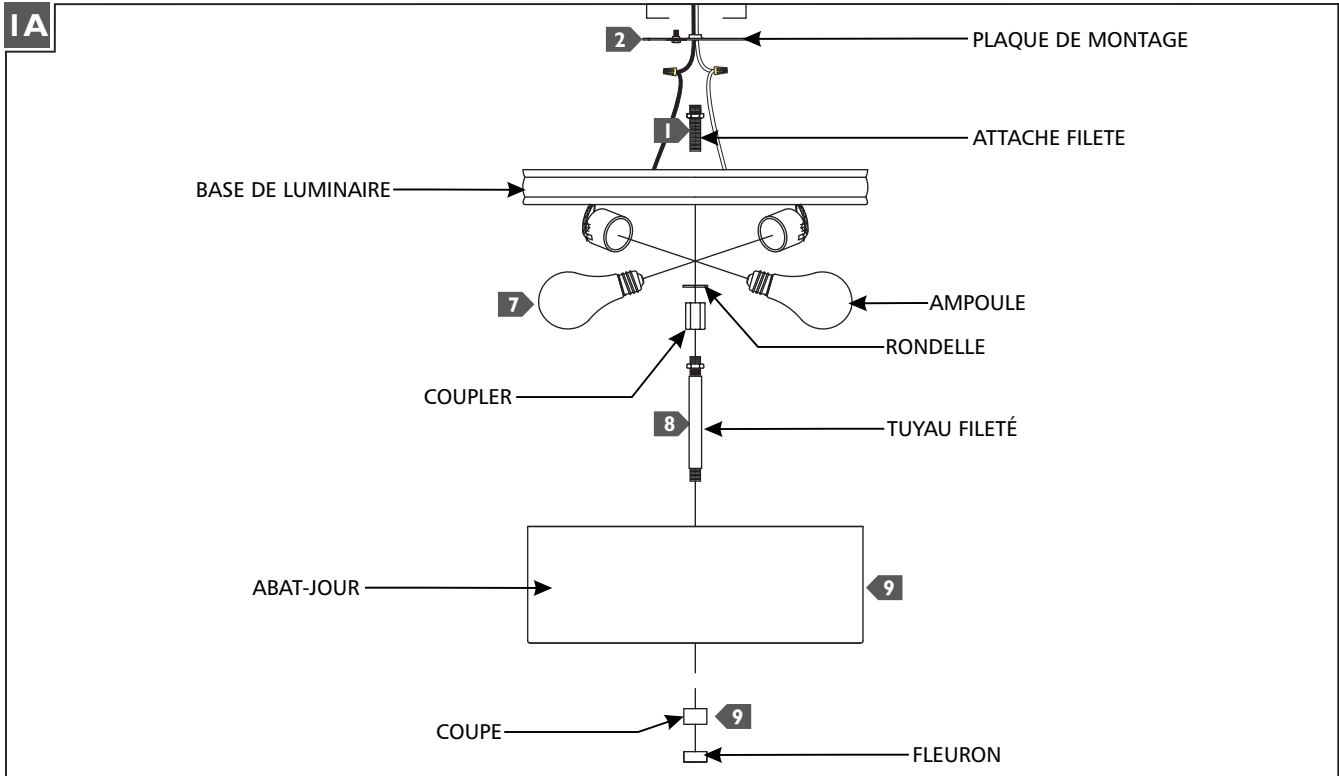 1A
2
PLAQUE DE MONTAGE
1
ATTACHE FILETE
BASE DE LUMINAIRE
7
AMPOULE
RONDELLE
COUPLER
8
TUYAU FILETÉ
ABAT-JOUR
9
COUPE
9
FLEURON